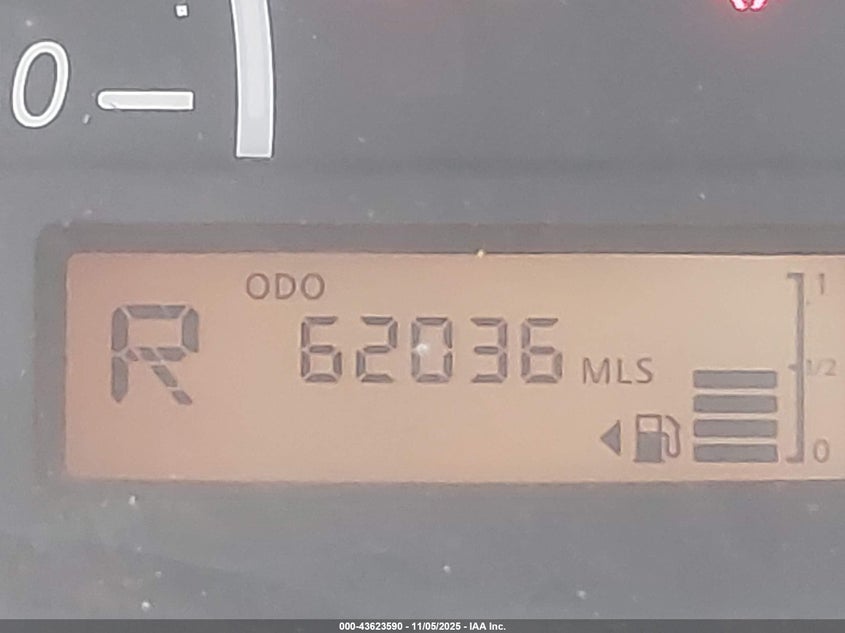 0
ODO
R
62036 MLS
1
1/2
0
000-43623590 - 11/05/2025 - IAA Inc.